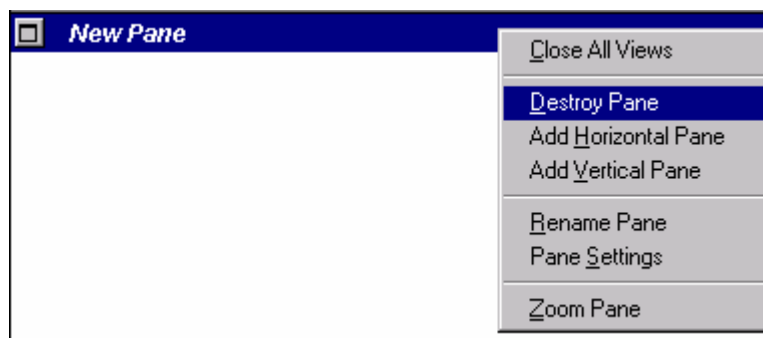 New Pane
Close All Views
Destroy Pane
Add Horizontal Pane
Add Vertical Pane
Rename Pane
Pane Settings
Zoom Pane